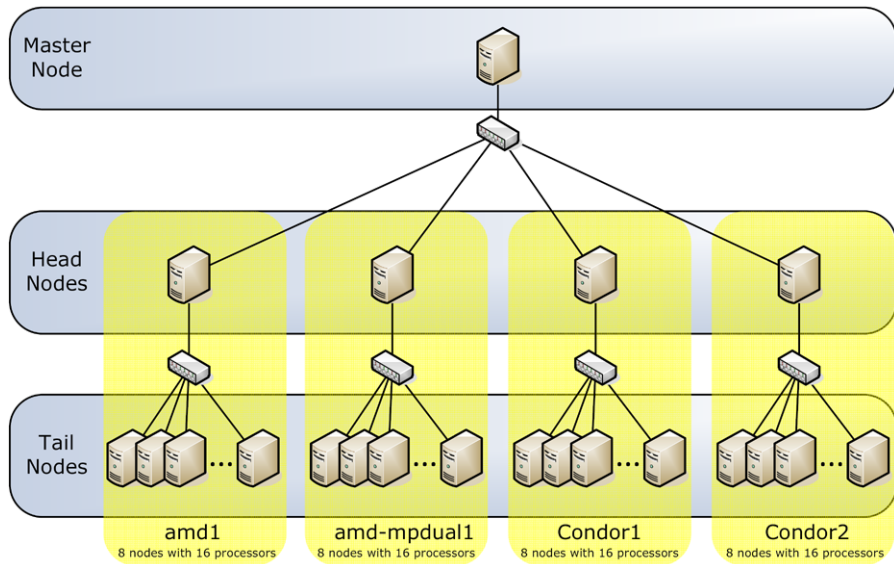 Master
Node
Head
Nodes
Tail
Nodes
...
...
...
...
amd1
8 nodes with 16 processors
amd-mpdual1
8 nodes with 16 processors
Condor1
8 nodes with 16 processors
Condor2
8 nodes with 16 processors